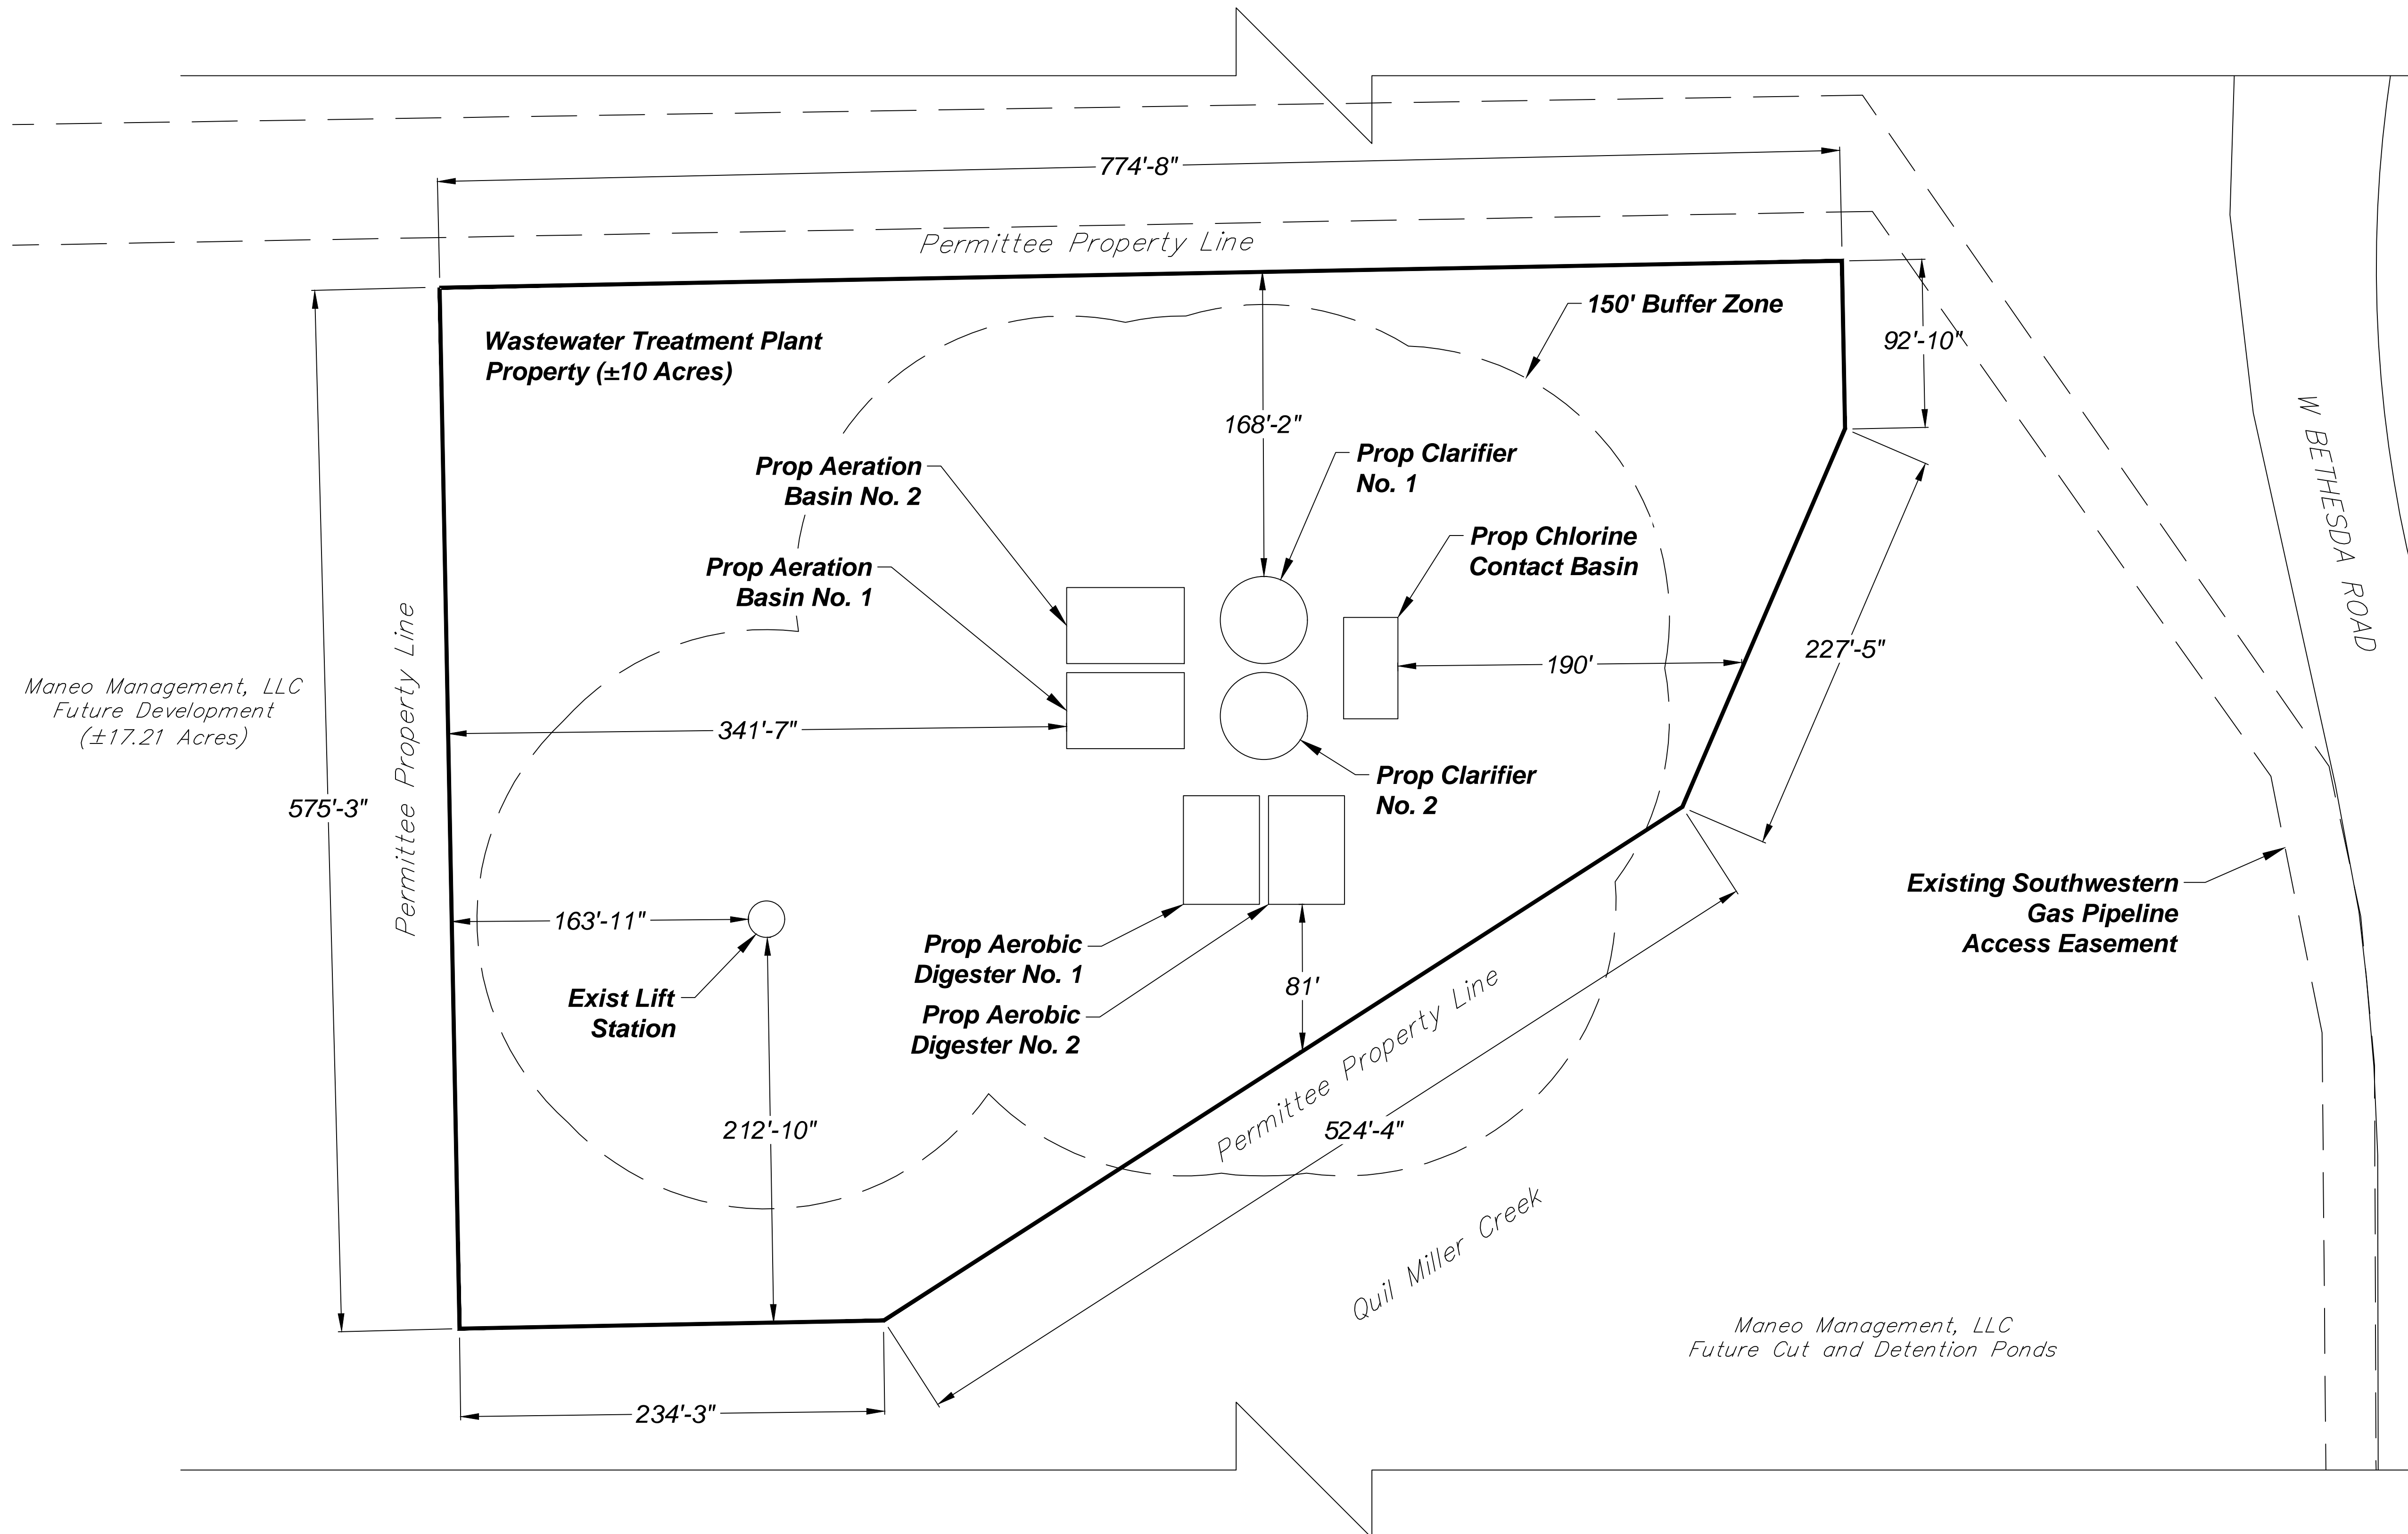 774'-8"
Permittee Property Line
150' Buffer Zone
Wastewater Treatment Plant
Property (±10 Acres)
92'-10"
168'-2"
Prop Aeration
Basin No. 2
Prop Clarifier
No. 1
W BETHESDA ROAD
Prop Chlorine
Contact Basin
Prop Aeration
Basin No. 1
190'
227'-5"
Maneo Management, LLC
Future Development
(±17.21 Acres)
Permittee Property Line
341'-7"
Prop Clarifier
No. 2
575'-3"
Existing Southwestern
Gas Pipeline
Access Easement
163'-11"
Prop Aerobic
Digester No. 1
81'
Exist Lift
Station
Prop Aerobic
Digester No. 2
Permittee Property Line
212'-10"
524'-4"
Quil Miller Creek
Maneo Management, LLC
Future Cut and Detention Ponds
234'-3"